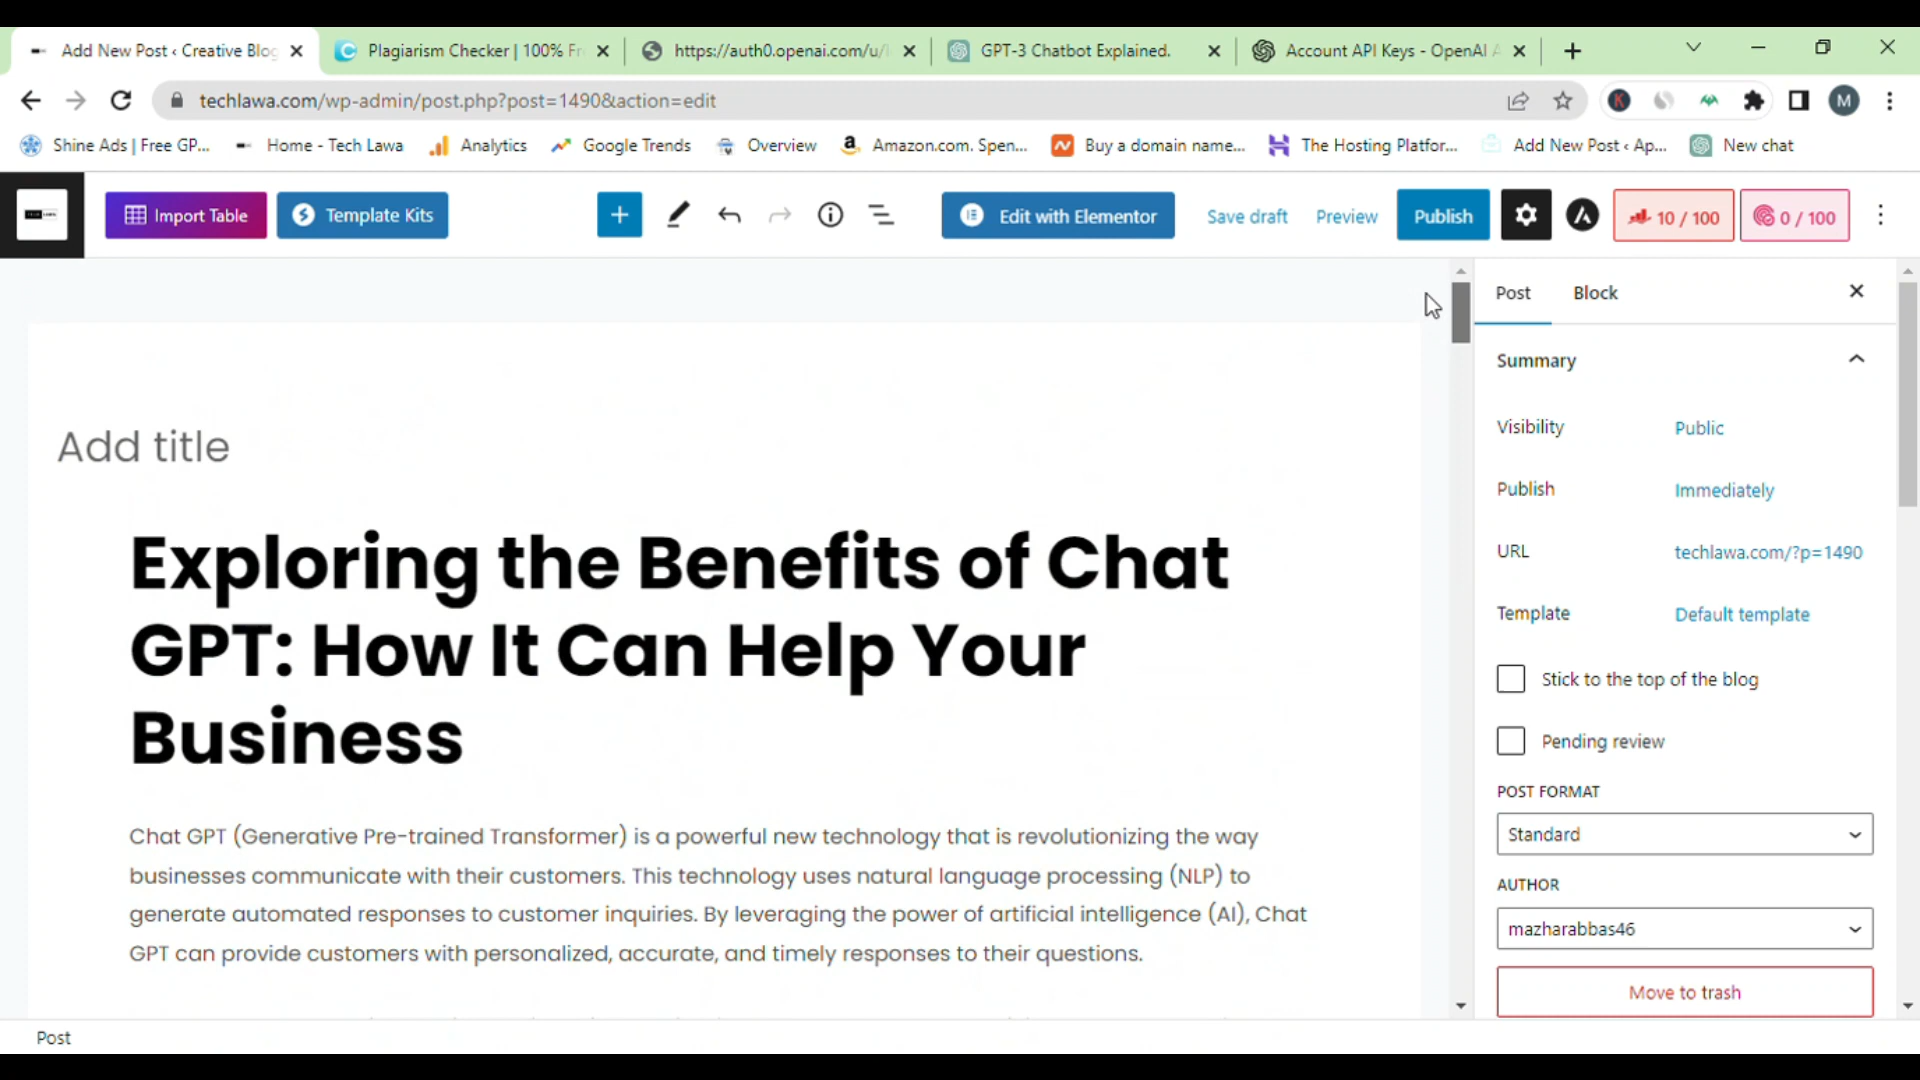 Add New Post ‹ Creative Blog
Plagiarism Checker | 100% Fr
https://auth0.openai.com/u/
GPT-3 Chatbot Explained.
Account API Keys - OpenAI A
techlawa.com/wp-admin/post.php?post=1490&action=edit
K
M
Shine Ads | Free GP...
Home - Tech Lawa
Analytics
Google Trends
Overview
Amazon.com. Spen...
Buy a domain name...
The Hosting Platfor...
Add New Post ‹ Ap...
New chat
Import Table
Template Kits
Edit with Elementor
Save draft
Preview
Publish
10 / 100
0 / 100
Post
Block
Summary
Visibility
Public
Publish
Immediately
URL
techlawa.com/?p=1490
Template
Default template
Stick to the top of the blog
Pending review
POST FORMAT
Standard
AUTHOR
mazharabbas46
Move to trash
Add title
Exploring the Benefits of Chat
GPT: How It Can Help Your
Business
Chat GPT (Generative Pre-trained Transformer) is a powerful new technology that is revolutionizing the way
businesses communicate with their customers. This technology uses natural language processing (NLP) to
generate automated responses to customer inquiries. By leveraging the power of artificial intelligence (AI), Chat
GPT can provide customers with personalized, accurate, and timely responses to their questions.
Post